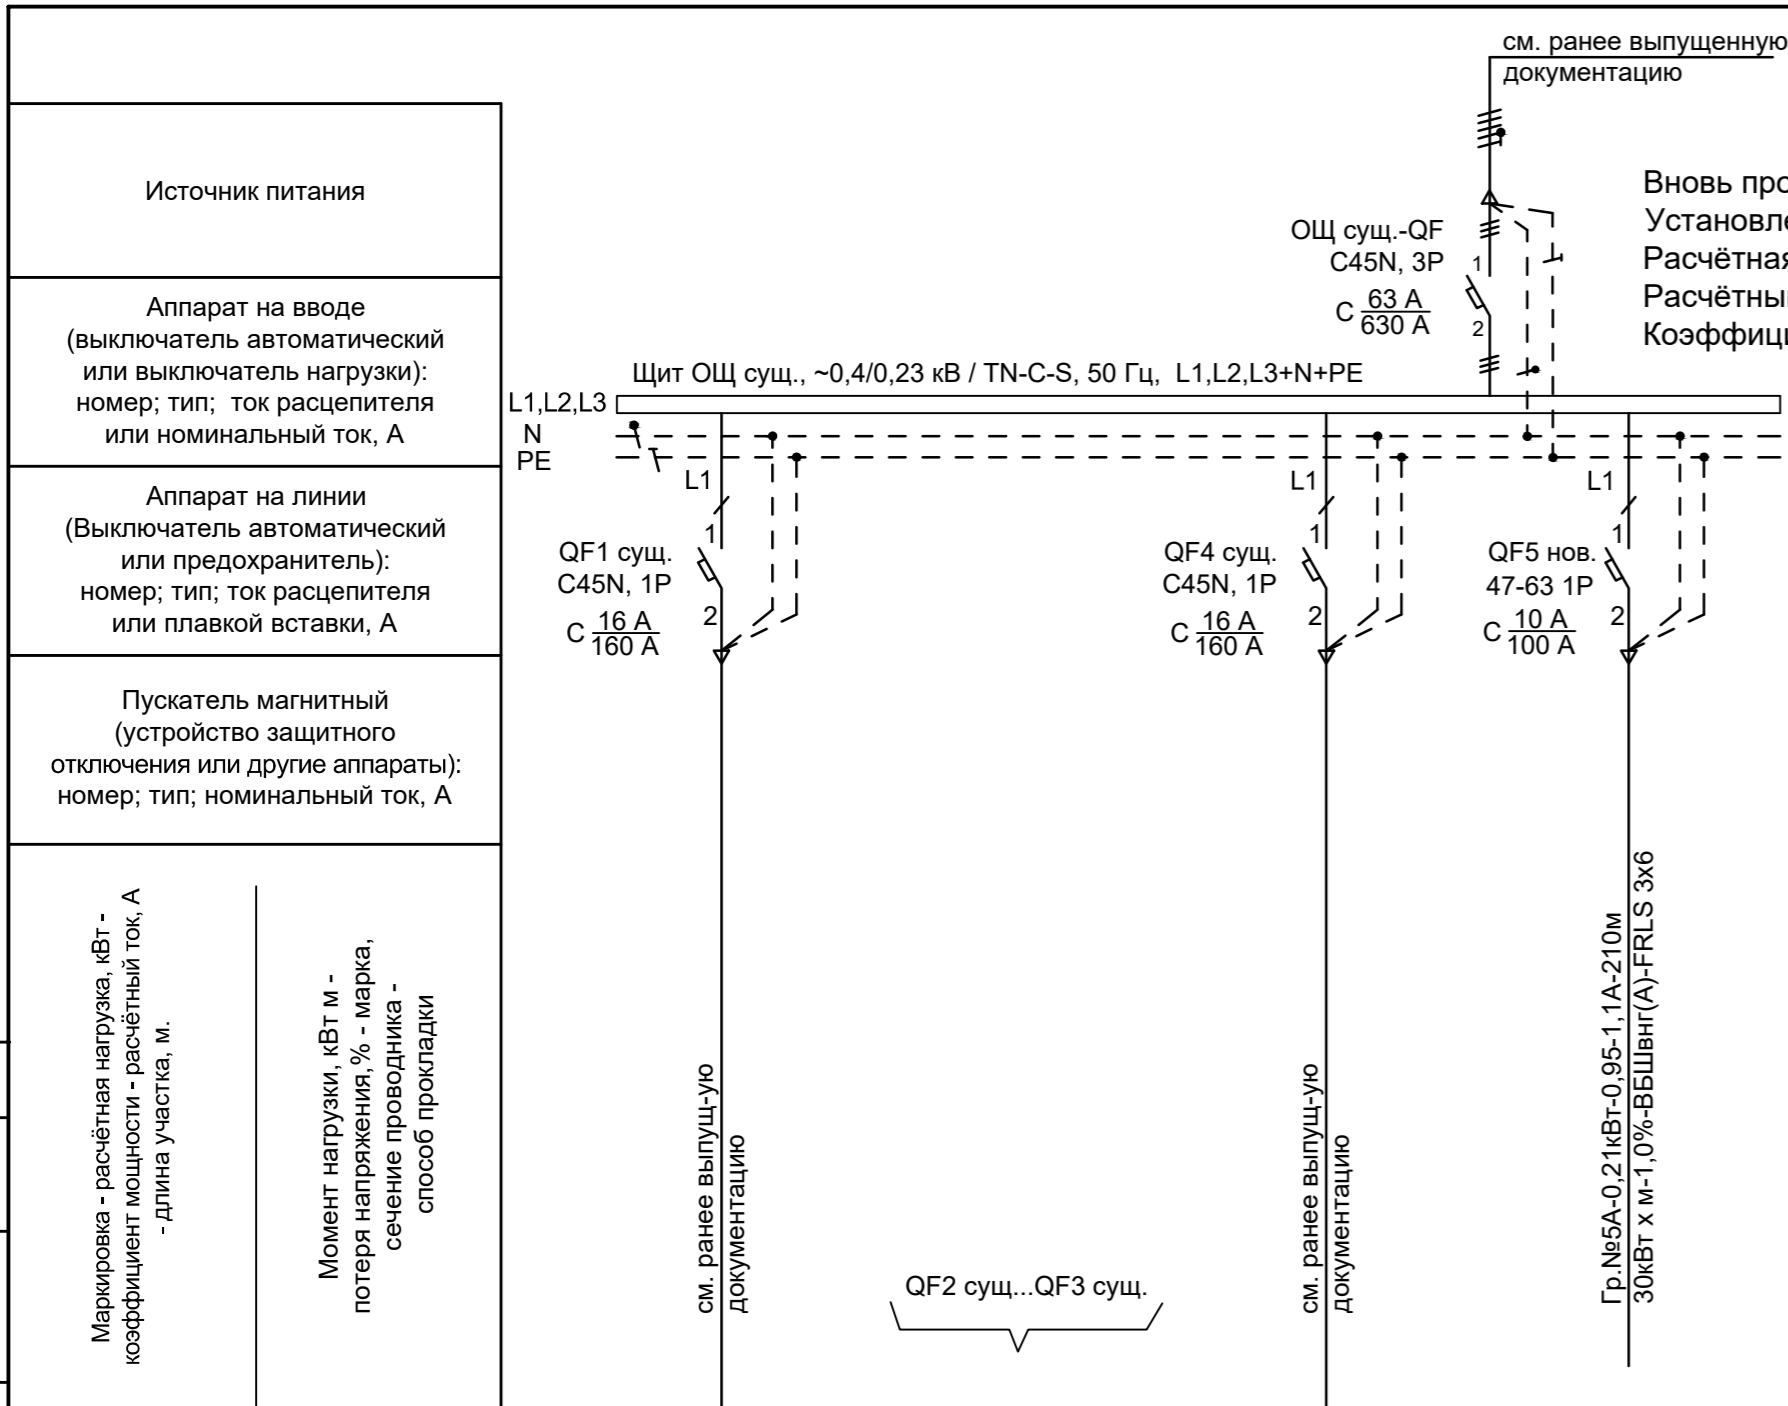 см. ранее выпущенную
документацию
Источник питания
Вновь про
Установле
Расчётная
Расчётный
Коэффици
ОЩ сущ.-QF
C45N, 3P
C 63 А
630 А
1
2
Аппарат на вводе
(выключатель автоматический
или выключатель нагрузки):
номер; тип; ток расцепителя
или номинальный ток, А
Щит ОЩ сущ., ~0,4/0,23 кВ / TN-C-S, 50 Гц, L1,L2,L3+N+PE
L1,L2,L3
N
PE
Аппарат на линии
(Выключатель автоматический
или предохранитель):
номер; тип; ток расцепителя
или плавкой вставки, А
L1
1
QF1 сущ.
C45N, 1P
C 16 А
160 А
2
L1
1
QF4 сущ.
C45N, 1P
C 16 А
160 А
2
L1
1
QF5 нов.
47-63 1P
C 10 А
100 А
2
Пускатель магнитный
(устройство защитного
отключения или другие аппараты):
номер; тип; номинальный ток, А
Маркировка - расчётная нагрузка, кВт -
коэффициент мощности - расчётный ток, А
- длина участка, м.
Момент нагрузки, кВт м -
потеря напряжения,% - марка,
сечение проводника -
способ прокладки
см. ранее выпущ-ую
документацию
QF2 сущ...QF3 сущ.
см. ранее выпущ-ую
документацию
Гр.№5А-0,21кВт-0,95-1,1А-210м
30кВт х м-1,0%-ВБШвнг(А)-FRLS 3х6